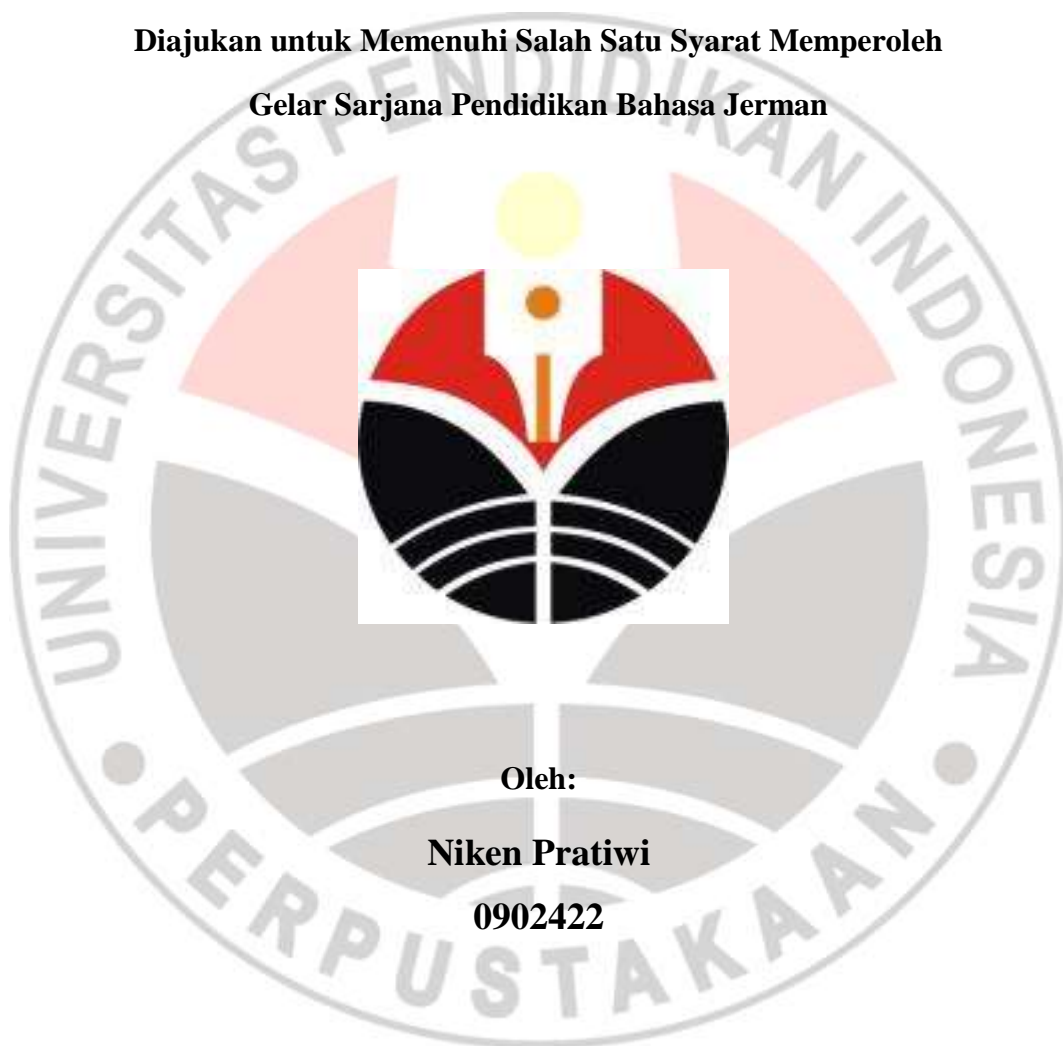 Diajukan untuk Memenuhi Salah Satu Syarat Memperoleh
Gelar Sarjana Pendidikan Bahasa Jerman
UNIVERSITAS PENDIDIKAN INDONESIA
Oleh:
Niken Pratiwi
0902422
• PERPUSTAKAAN •